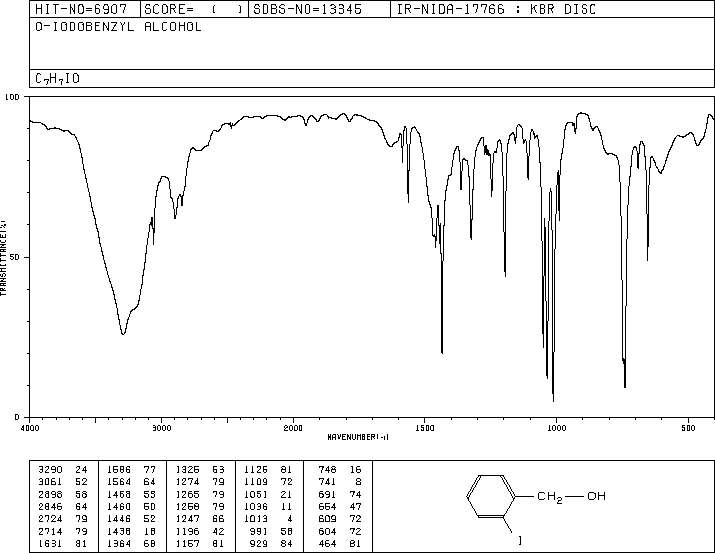 HIT-NO=6907 SCORE= ( ) SDBS-NO=13345 IR-NIDA-17766 : KBR DISC
O-IODOBENZYL ALCOHOL
C₇H₇IO
100
50
0
TRANSMITTANCE(%)
4000 3000 2000 1500 1000 500
WAVENUMBER(-1)
3290 24 1586 77 1325 53 1125 81 748 16
3061 52 1564 64 1274 79 1109 72 741 8
2898 58 1468 55 1265 79 1051 21 691 74
2846 64 1460 50 1258 79 1036 11 654 47
2724 79 1446 52 1247 66 1013 4 609 72
2714 79 1438 18 1196 42 991 58 604 72
1631 81 1364 68 1157 81 929 84 464 81
CH₂ OH
I